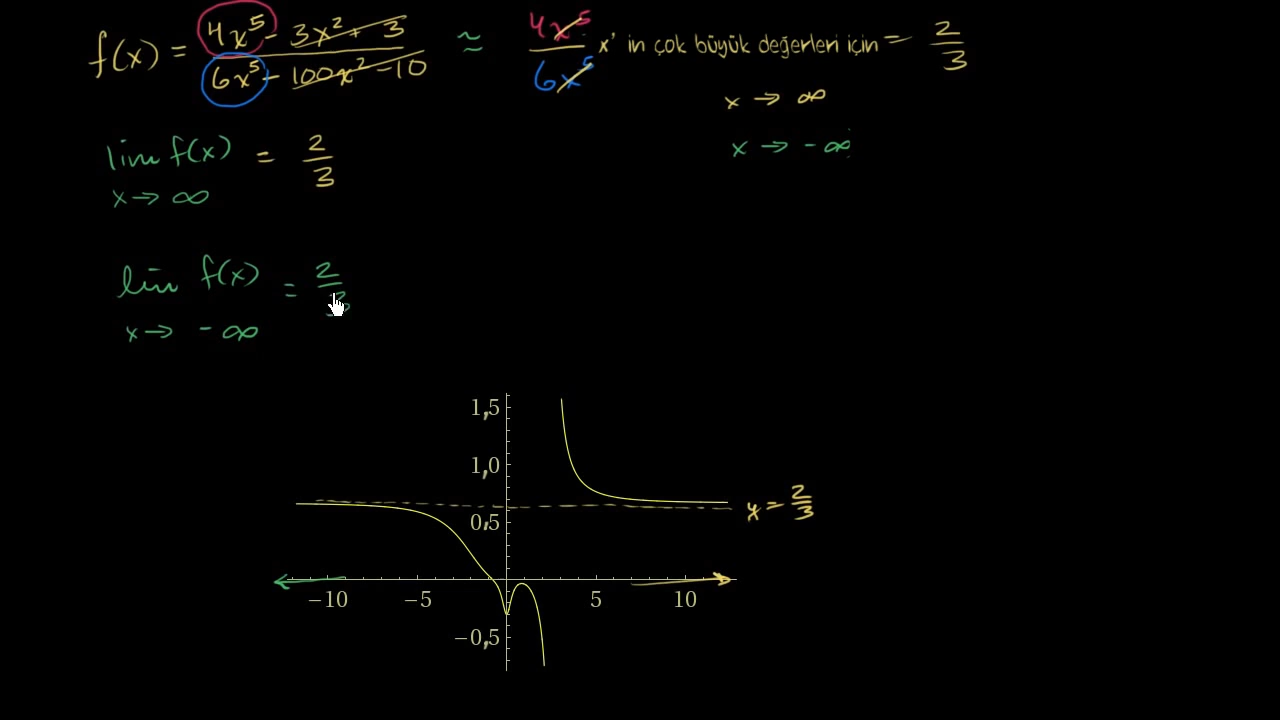 f(x) = (4x⁵ - 3x² + 3)/(6x⁵ - 100x² - 10) ≈ 4x⁵/6x⁵ x' in çok büyük değerleri için = 2/3
x → ∞
x → -∞
lim f(x) = 2/3
x → ∞
lim f(x) = 2/3
x → -∞
1,5
1,0
0,5
y = 2/3
-10 -5 5 10
-0,5